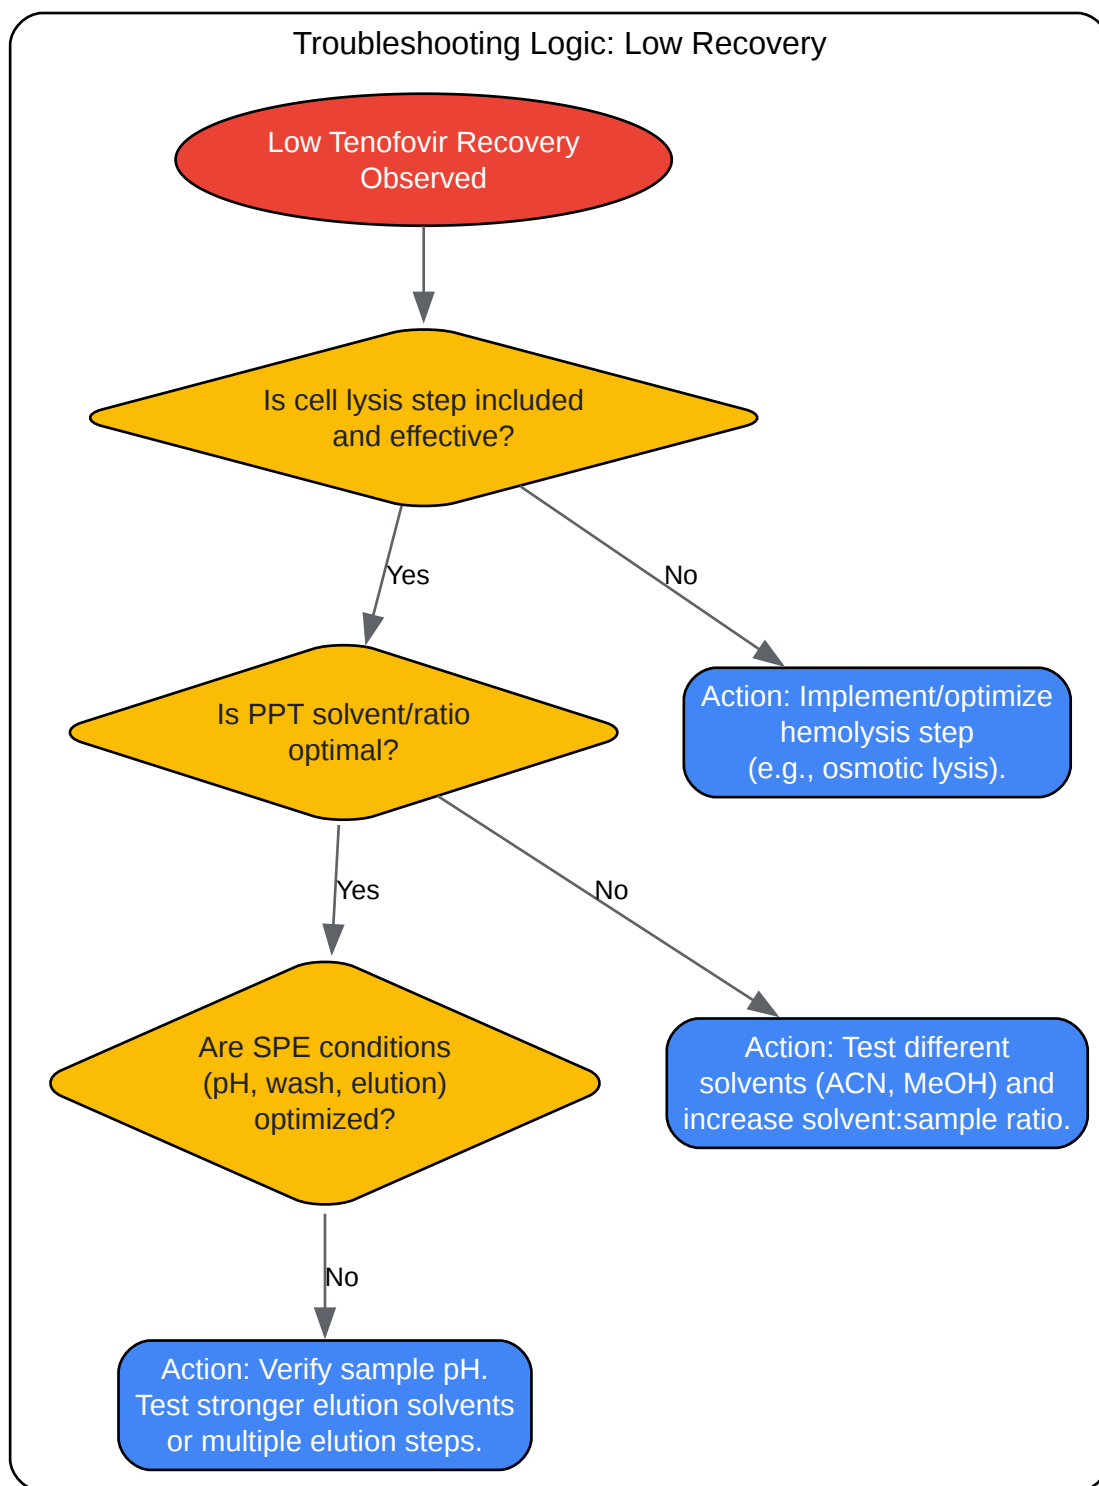 Troubleshooting Logic: Low Recovery
Low Tenofovir Recovery
Observed
Is cell lysis step included
and effective?
Yes
No
Is PPT solvent/ratio
optimal?
Action: Implement/optimize
hemolysis step
(e.g., osmotic lysis).
Yes
No
Are SPE conditions
(pH, wash, elution)
optimized?
Action: Test different
solvents (ACN, MeOH) and
increase solvent:sample ratio.
No
Action: Verify sample pH.
Test stronger elution solvents
or multiple elution steps.